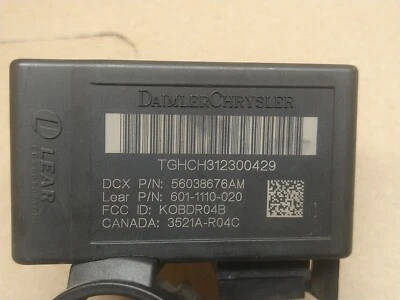 DAIMLERCHRYSLER
TGHCH312300429
DCX P/N: 56038676AM
Lear P/N: 601-1110-020
FCC ID: KOBDR04B
CANADA: 3521A-R04C
LEAR